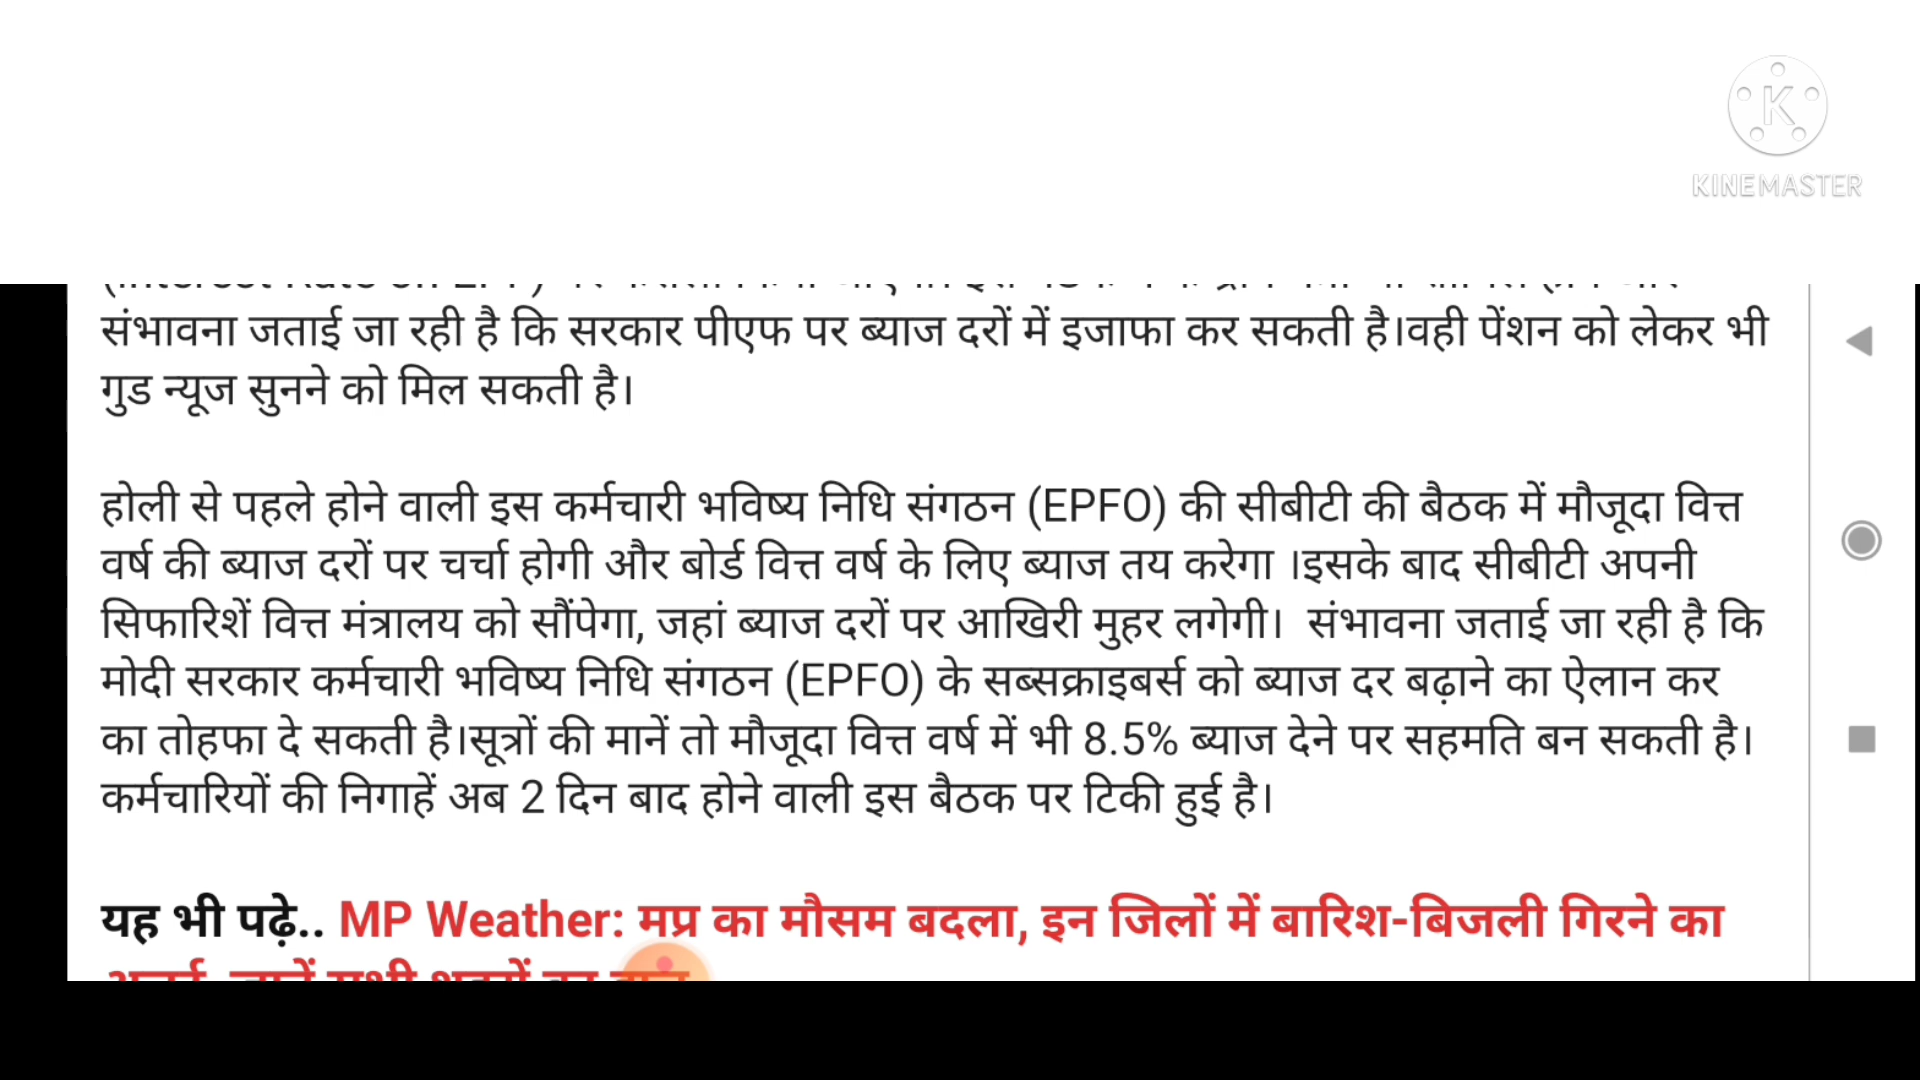 KINEMASTER
संभावना जताई जा रही है कि सरकार पीएफ पर ब्याज दरों में इजाफा कर सकती है।वही पेंशन को लेकर भी
गुड न्यूज सुनने को मिल सकती है।
होली से पहले होने वाली इस कर्मचारी भविष्य निधि संगठन (EPFO) की सीबीटी की बैठक में मौजूदा वित्त
वर्ष की ब्याज दरों पर चर्चा होगी और बोर्ड वित्त वर्ष के लिए ब्याज तय करेगा ।इसके बाद सीबीटी अपनी
सिफारिशें वित्त मंत्रालय को सौंपेगा, जहां ब्याज दरों पर आखिरी मुहर लगेगी।  संभावना जताई जा रही है कि
मोदी सरकार कर्मचारी भविष्य निधि संगठन (EPFO) के सब्सक्राइबर्स को ब्याज दर बढ़ाने का ऐलान कर
का तोहफा दे सकती है।सूत्रों की मानें तो मौजूदा वित्त वर्ष में भी 8.5% ब्याज देने पर सहमति बन सकती है।
कर्मचारियों की निगाहें अब 2 दिन बाद होने वाली इस बैठक पर टिकी हुई है।
यह भी पढ़े.. MP Weather: मप्र का मौसम बदला, इन जिलों में बारिश-बिजली गिरने का